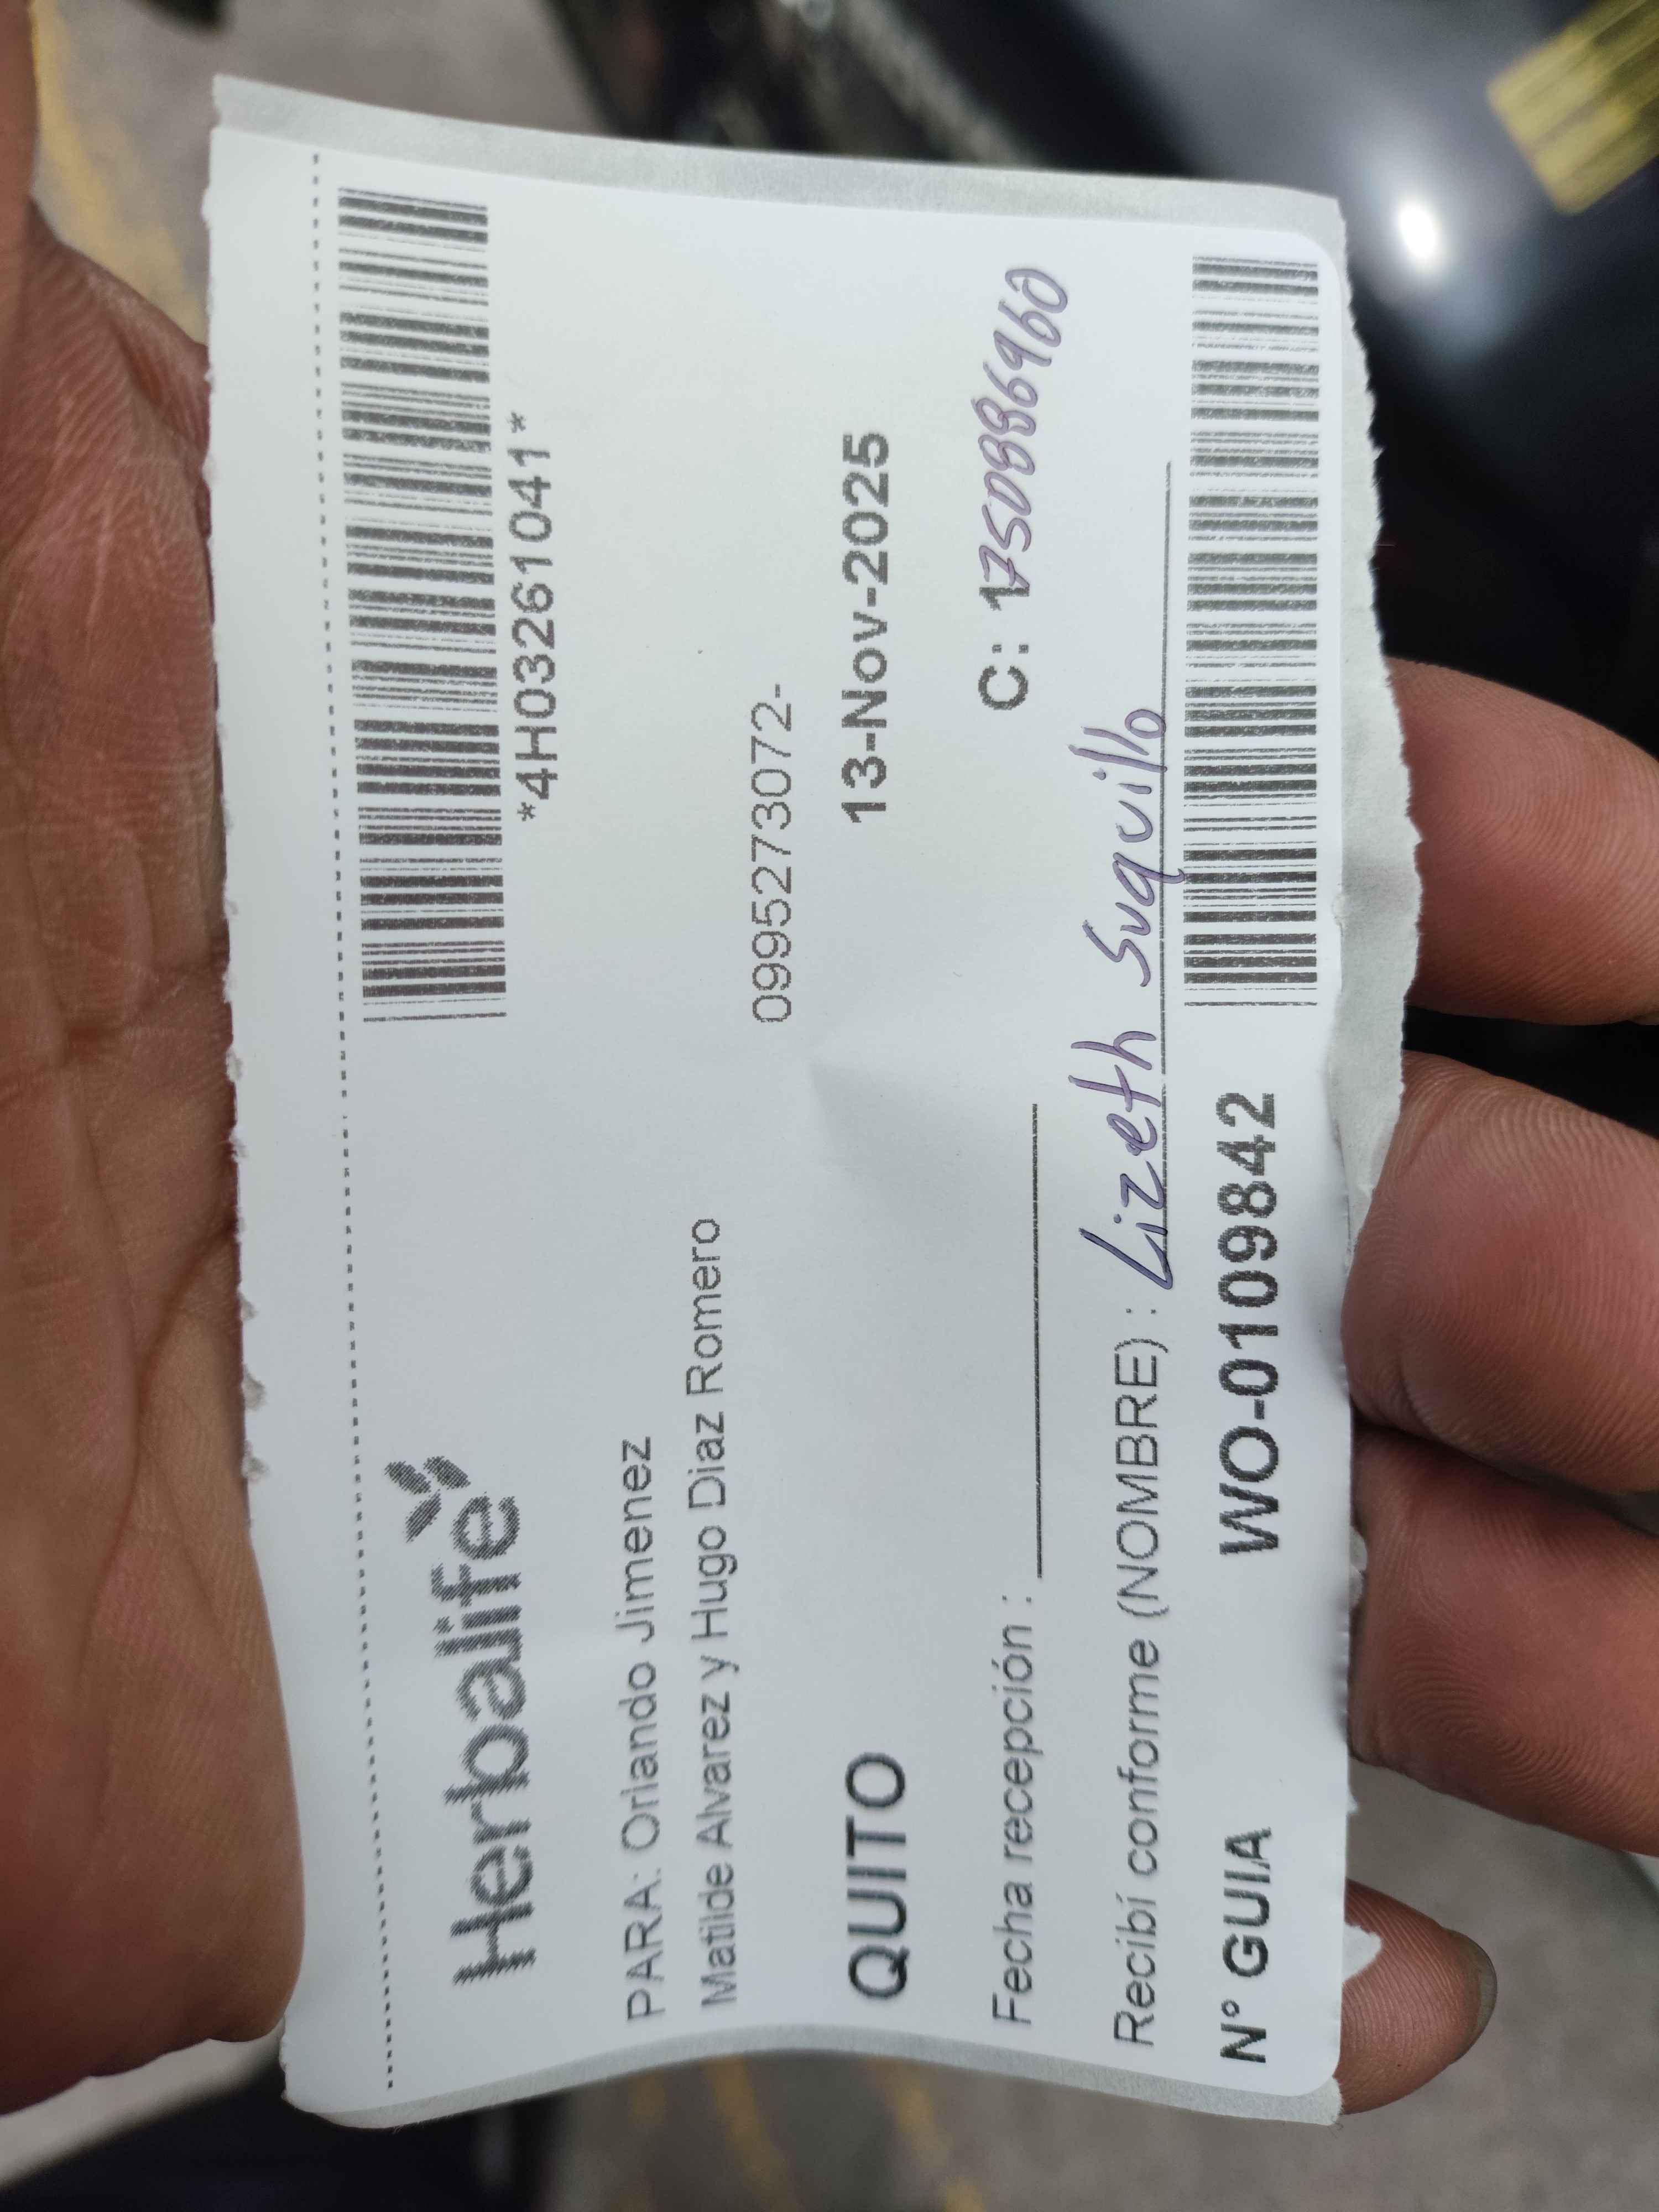 Herbalife
*4H03261041*
PARA: Orlando Jimenez
Matilde Alvarez y Hugo Diaz Romero
0995273072-
QUITO 13-Nov-2025
Fecha recepción : C: 1750886960
Recibí conforme (NOMBRE) : Lizeth Suquillo
N° GUIA WO-0109842